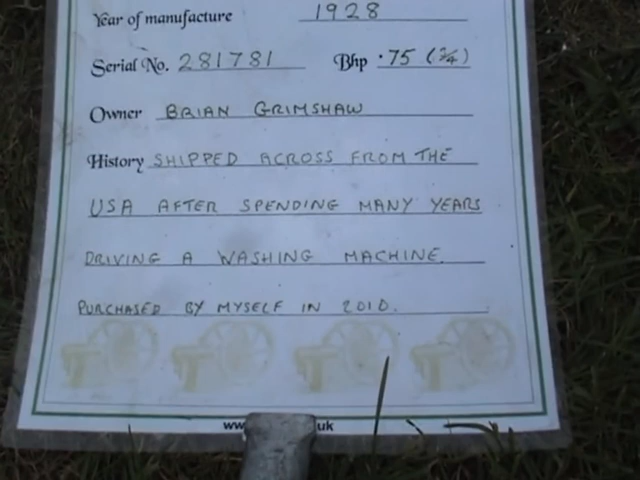 Year of manufacture 1928
Serial No. 281781 Bhp .75 (3/4)
Owner BRIAN GRIMSHAW
History SHIPPED ACROSS FROM THE
USA AFTER SPENDING MANY YEARS
DRIVING A WASHING MACHINE.
PURCHASED BY MYSELF IN 2010.